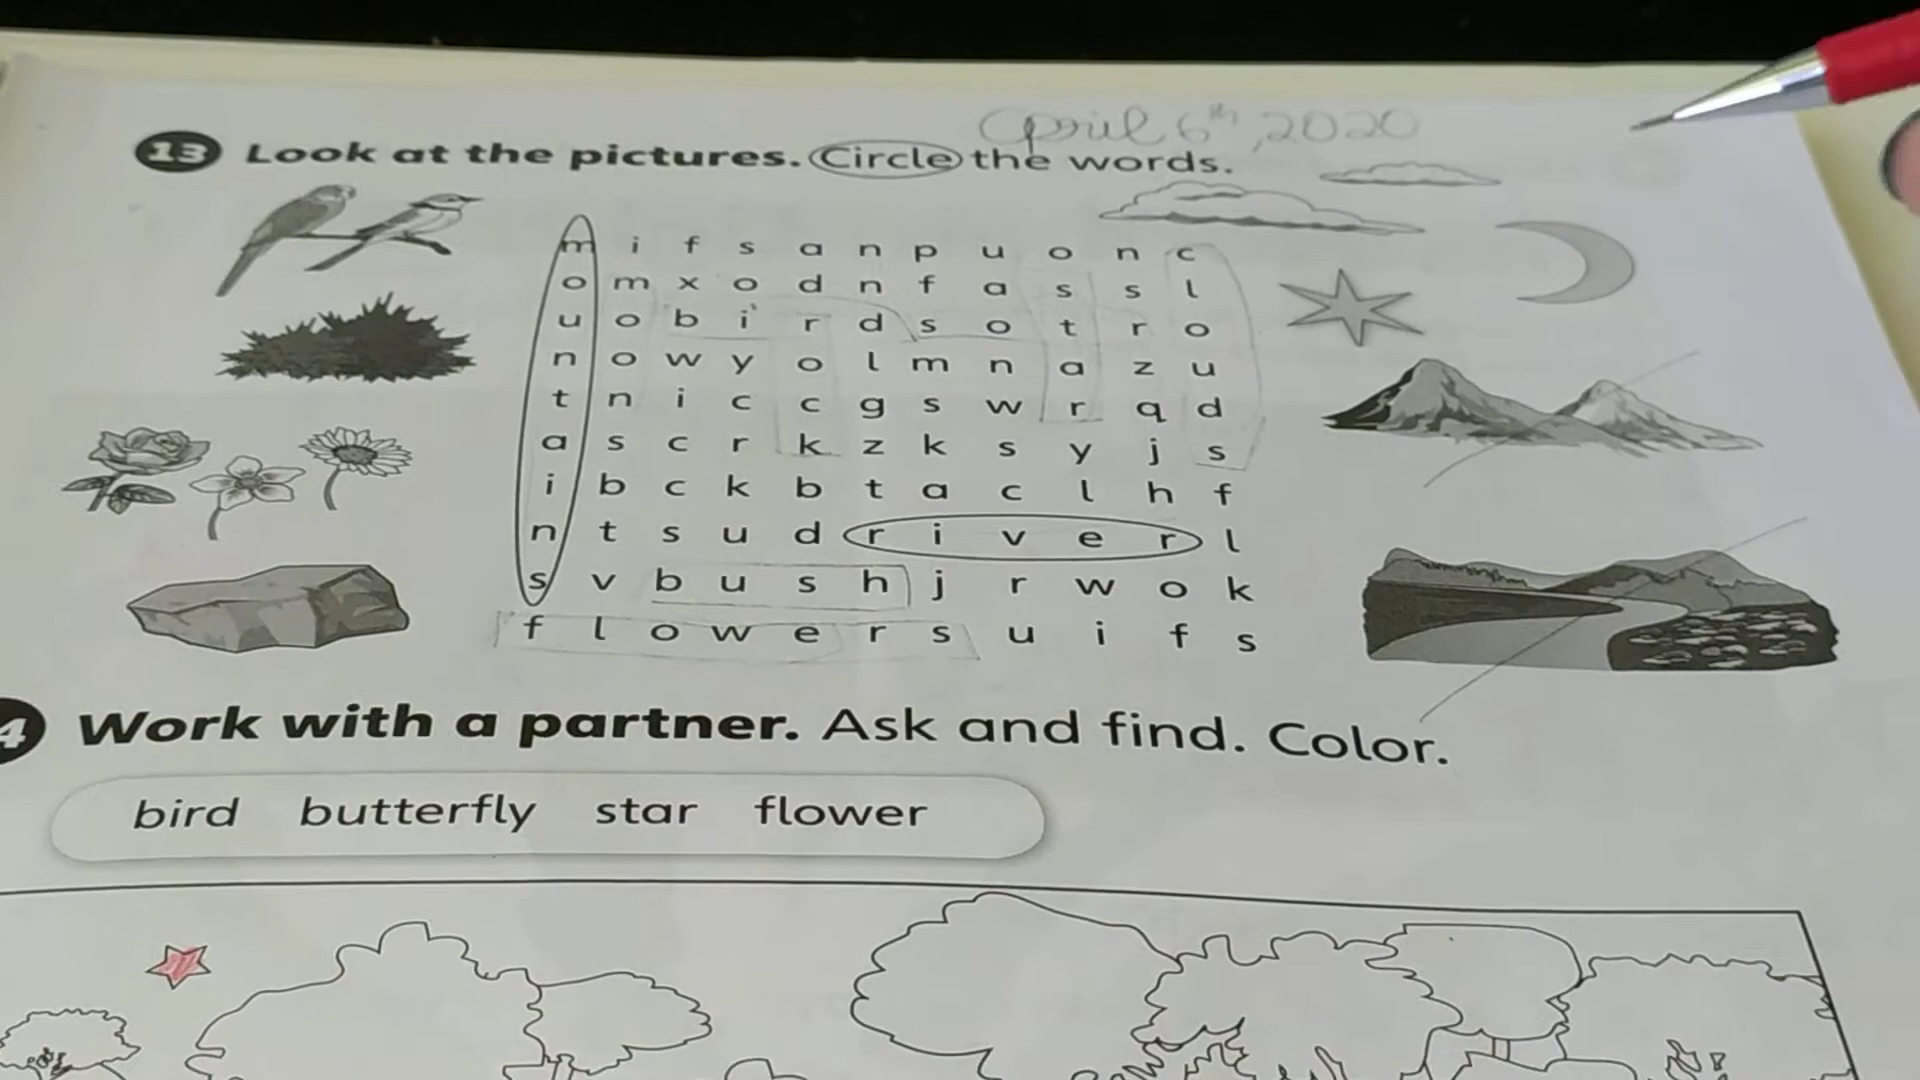 April 6th, 2020
13 Look at the pictures. Circle the words.
m i f s a n p u o n c
o m x o d n f a s s l
u o b i r d s o t r o
n o w y o l m n a z u
t n i c c g s w r q d
a s c r k z k s y j s
i b c k b t a c l h f
n t s u d r i v e r l
s v b u s h j r w o k
f l o w e r s u i f s
4 Work with a partner. Ask and find. Color.
bird butterfly star flower